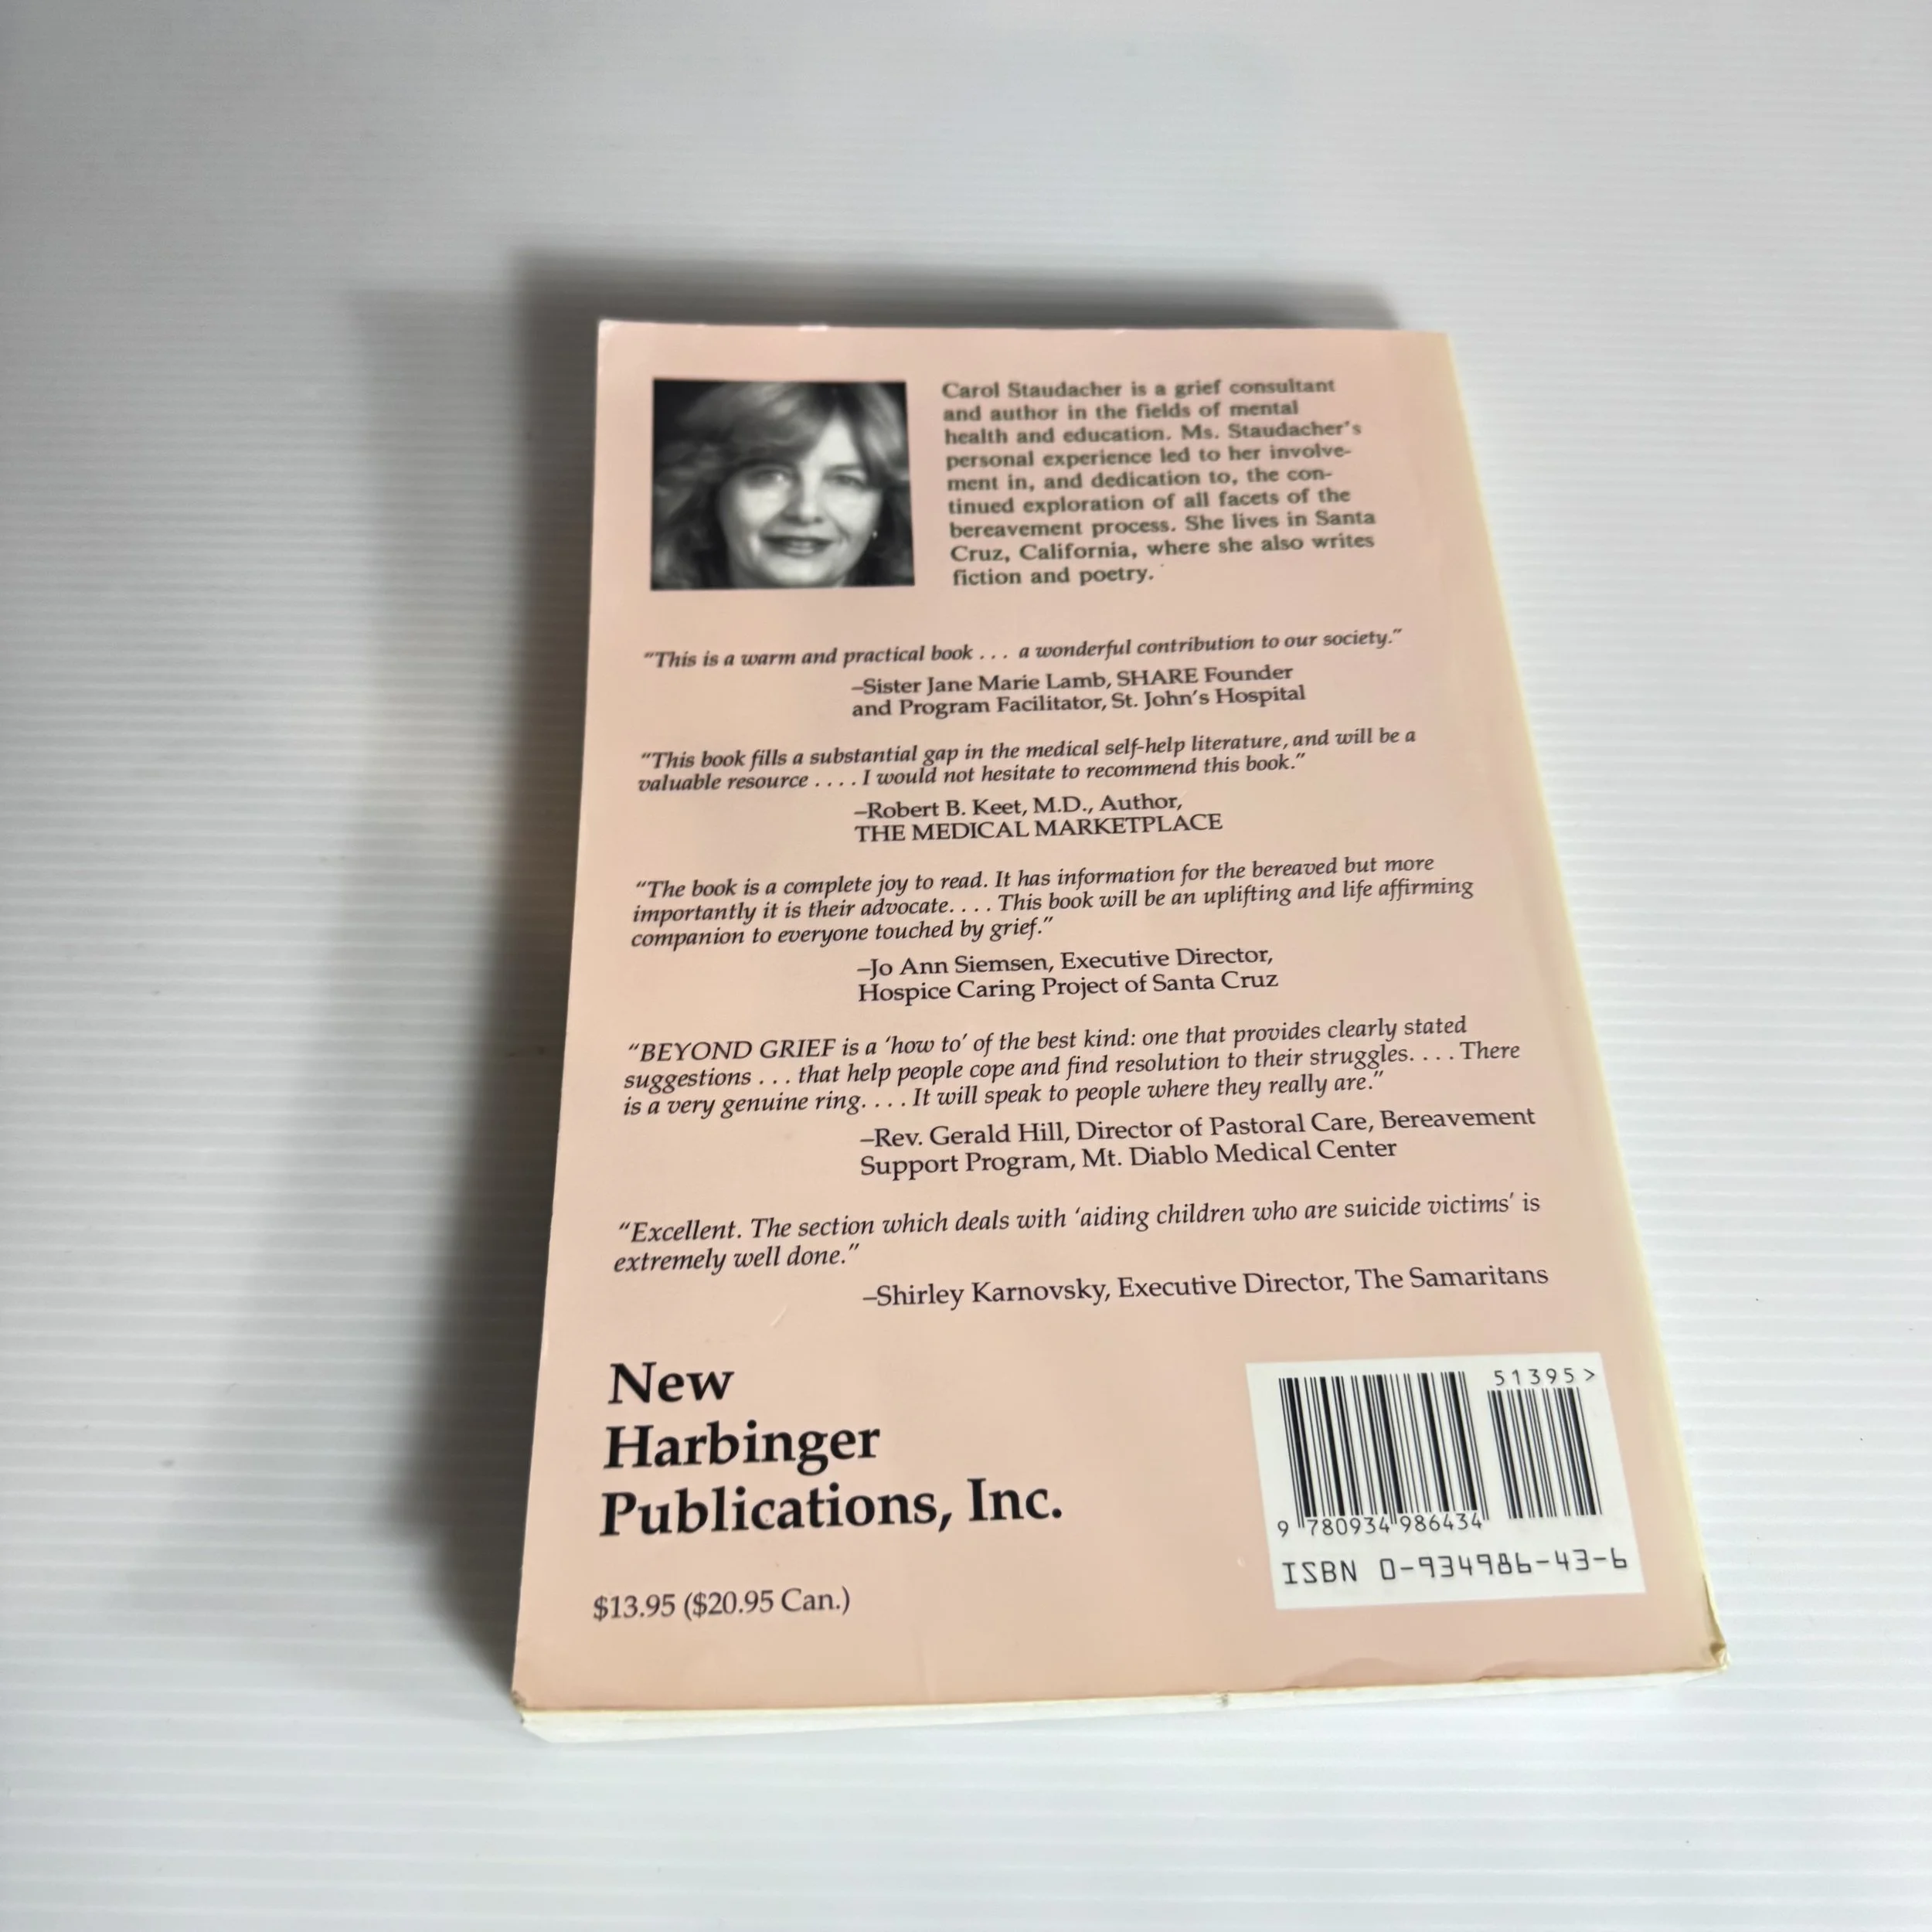 Carol Staudacher is a grief consultant
and author in the fields of mental
health and education. Ms. Staudacher's
personal experience led to her involve-
ment in, and dedication to, the con-
tinued exploration of all facets of the
bereavement process. She lives in Santa
Cruz, California, where she also writes
fiction and poetry.
"This is a warm and practical book . . . a wonderful contribution to our society."
–Sister Jane Marie Lamb, SHARE Founder
and Program Facilitator, St. John's Hospital
"This book fills a substantial gap in the medical self-help literature, and will be a
valuable resource . . . . I would not hesitate to recommend this book."
–Robert B. Keet, M.D., Author,
THE MEDICAL MARKETPLACE
"The book is a complete joy to read. It has information for the bereaved but more
importantly it is their advocate. . . . This book will be an uplifting and life affirming
companion to everyone touched by grief."
–Jo Ann Siemsen, Executive Director,
Hospice Caring Project of Santa Cruz
"BEYOND GRIEF is a 'how to' of the best kind: one that provides clearly stated
suggestions . . . that help people cope and find resolution to their struggles. . . . There
is a very genuine ring. . . . It will speak to people where they really are."
–Rev. Gerald Hill, Director of Pastoral Care, Bereavement
Support Program, Mt. Diablo Medical Center
"Excellent. The section which deals with 'aiding children who are suicide victims' is
extremely well done."
–Shirley Karnovsky, Executive Director, The Samaritans
New
Harbinger
Publications, Inc.
$13.95 ($20.95 Can.)
51395>
9 780934 986434
ISBN 0-934986-43-6